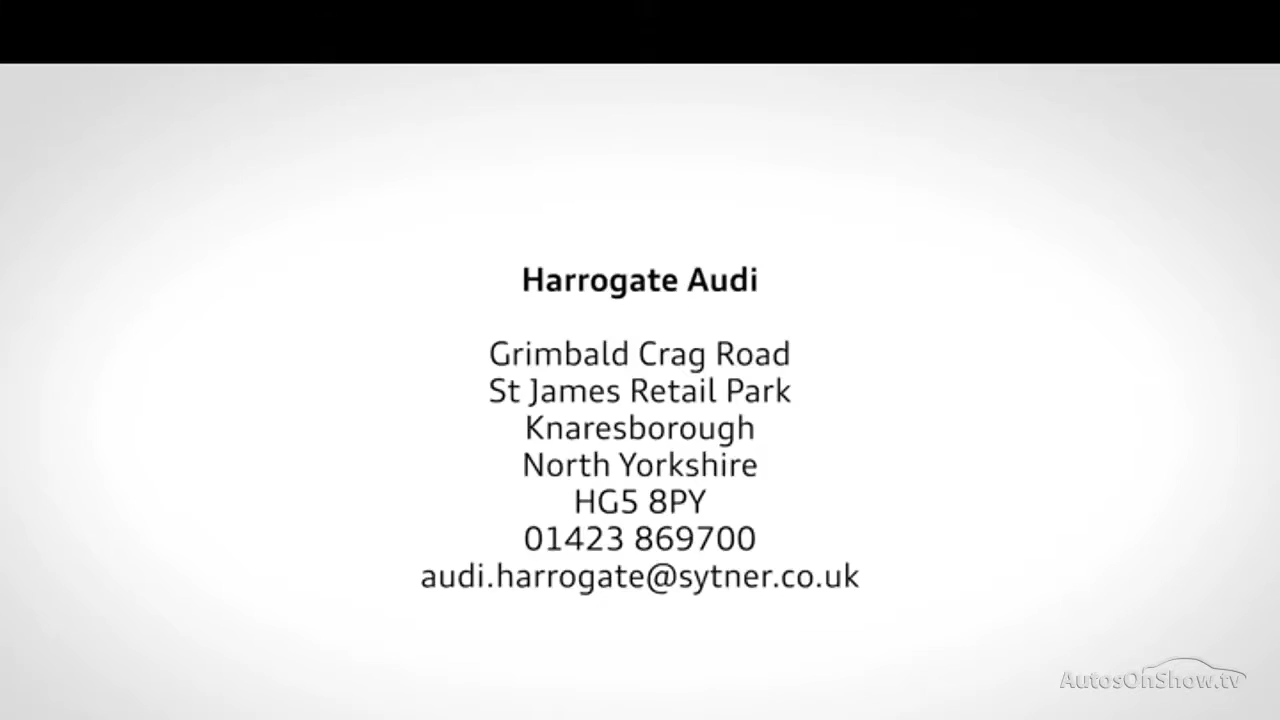 Harrogate Audi
Grimbald Crag Road
St James Retail Park
Knaresborough
North Yorkshire
HG5 8PY
01423 869700
audi.harrogate@sytner.co.uk
AutosOnShow.tv